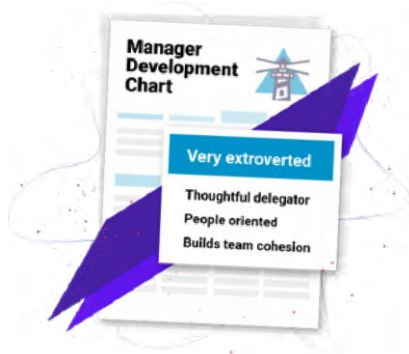 Manager
Development
Chart
Very extroverted
Thoughtful delegator
People oriented
Builds team cohesion